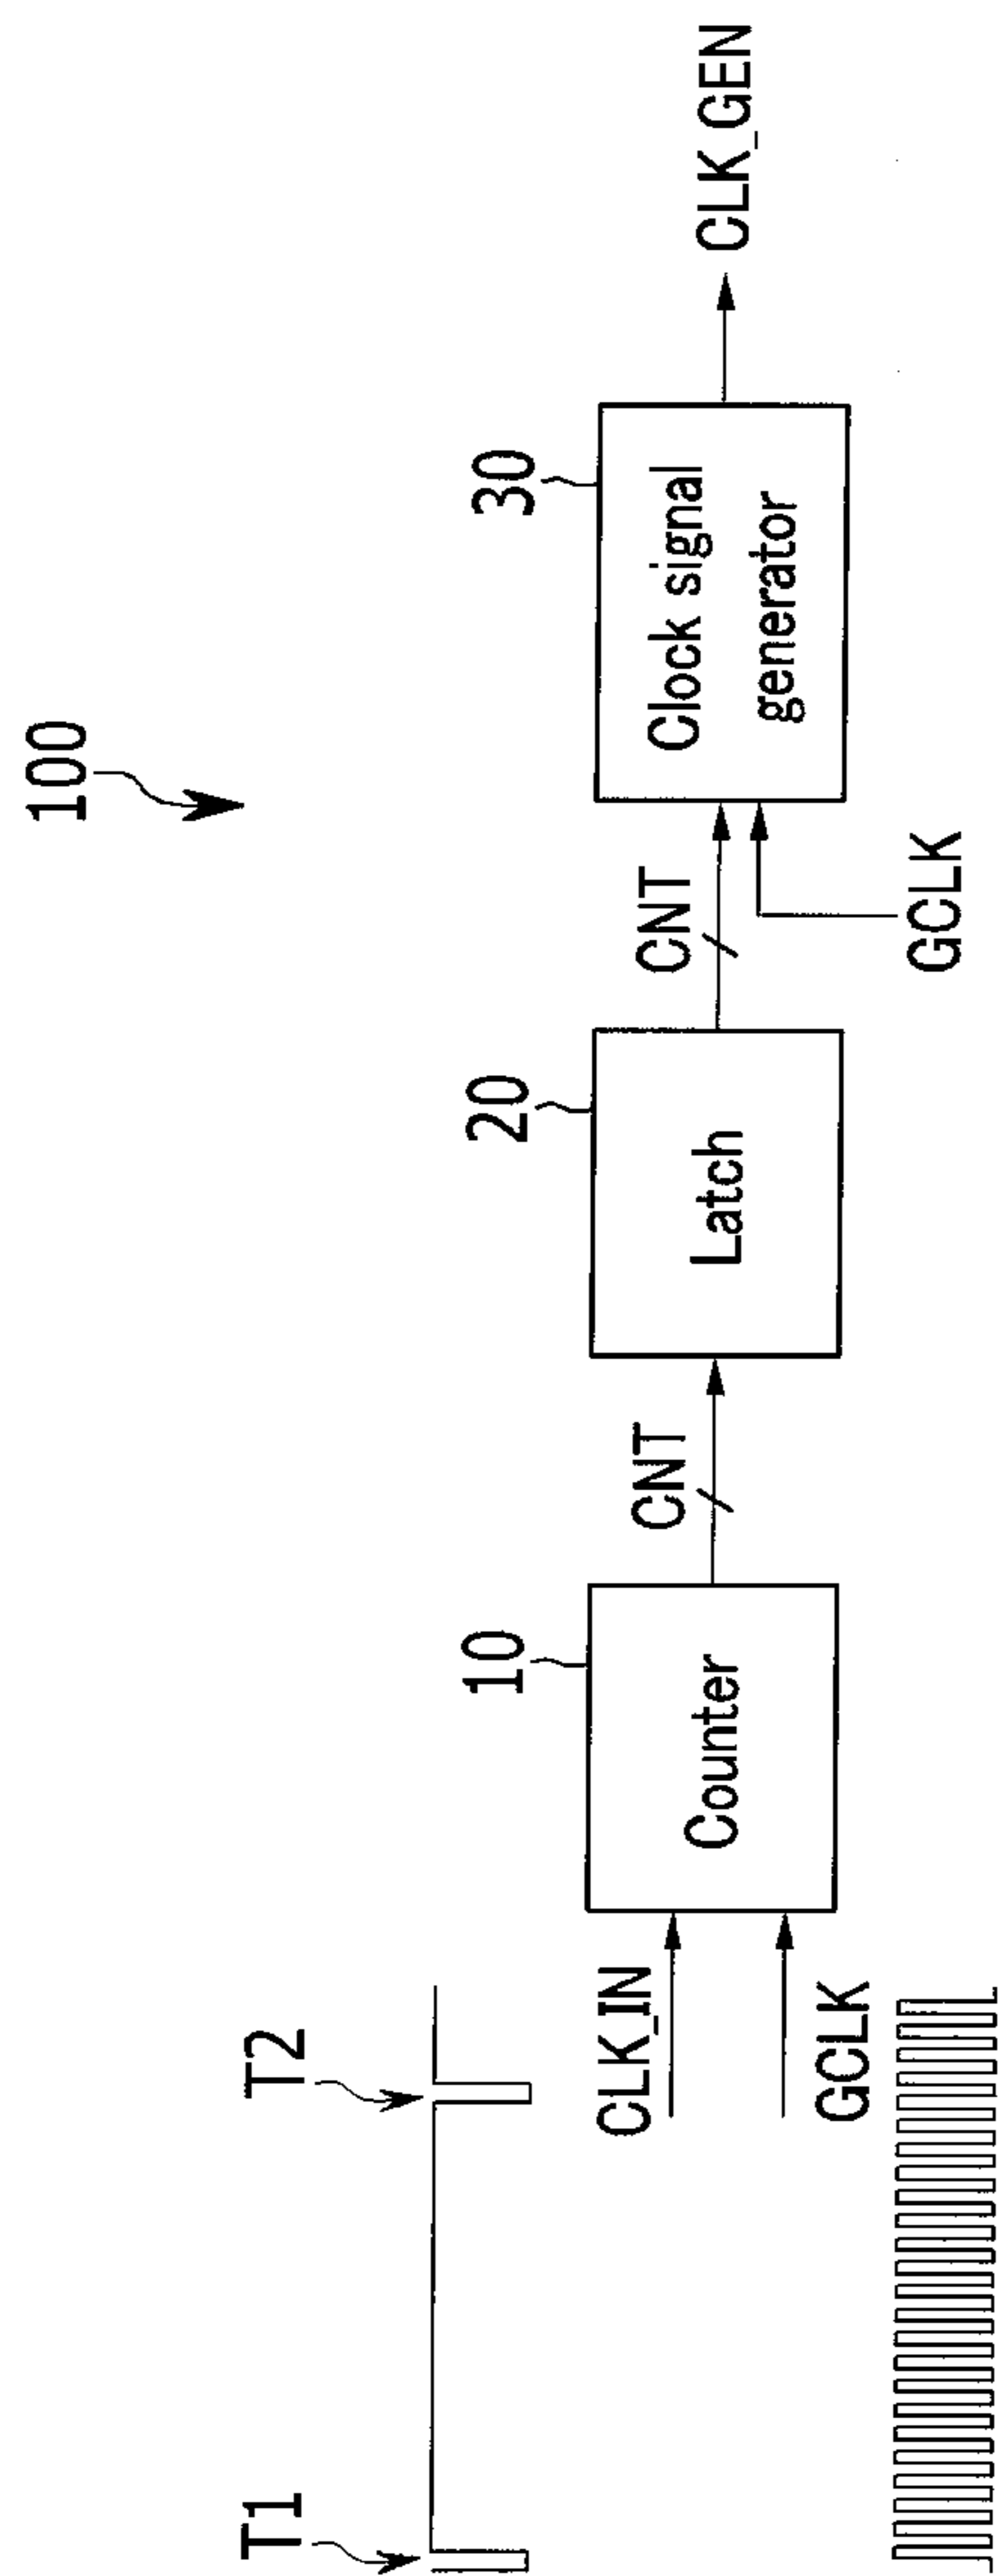 100
T1
T2
CLK_IN
GCLK
10
Counter
CNT
20
Latch
CNT
GCLK
30
Clock signal
generator
CLK_GEN